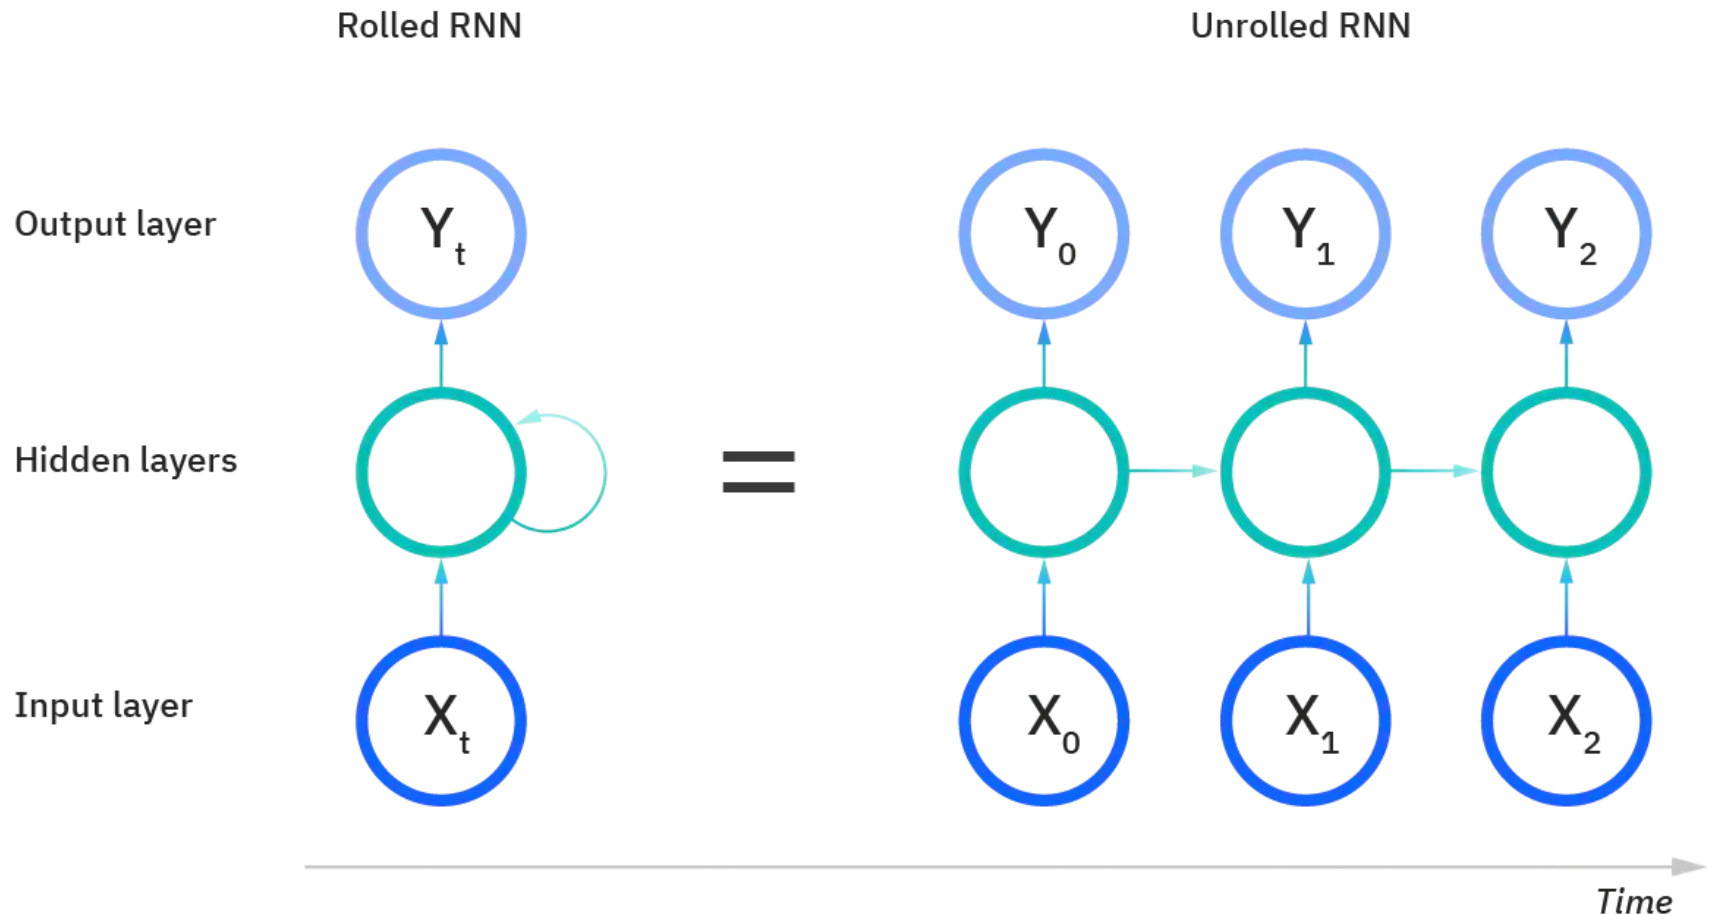 Rolled RNN
Unrolled RNN
Output layer
Yt
Y0
Y1
Y2
Hidden layers
=
Input layer
Xt
X0
X1
X2
Time